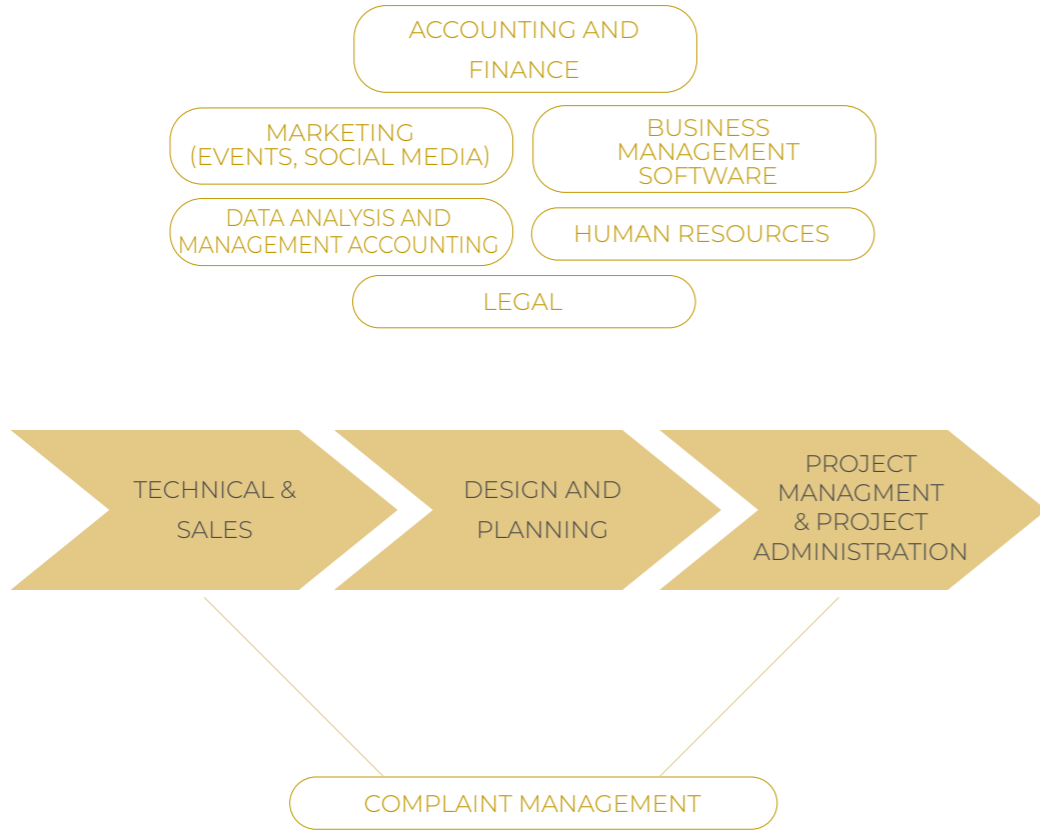 ACCOUNTING AND
FINANCE
MARKETING
(EVENTS, SOCIAL MEDIA)
BUSINESS
MANAGEMENT
SOFTWARE
DATA ANALYSIS AND
MANAGEMENT ACCOUNTING
HUMAN RESOURCES
LEGAL
TECHNICAL &
SALES
DESIGN AND
PLANNING
PROJECT
MANAGMENT
& PROJECT
ADMINISTRATION
COMPLAINT MANAGEMENT